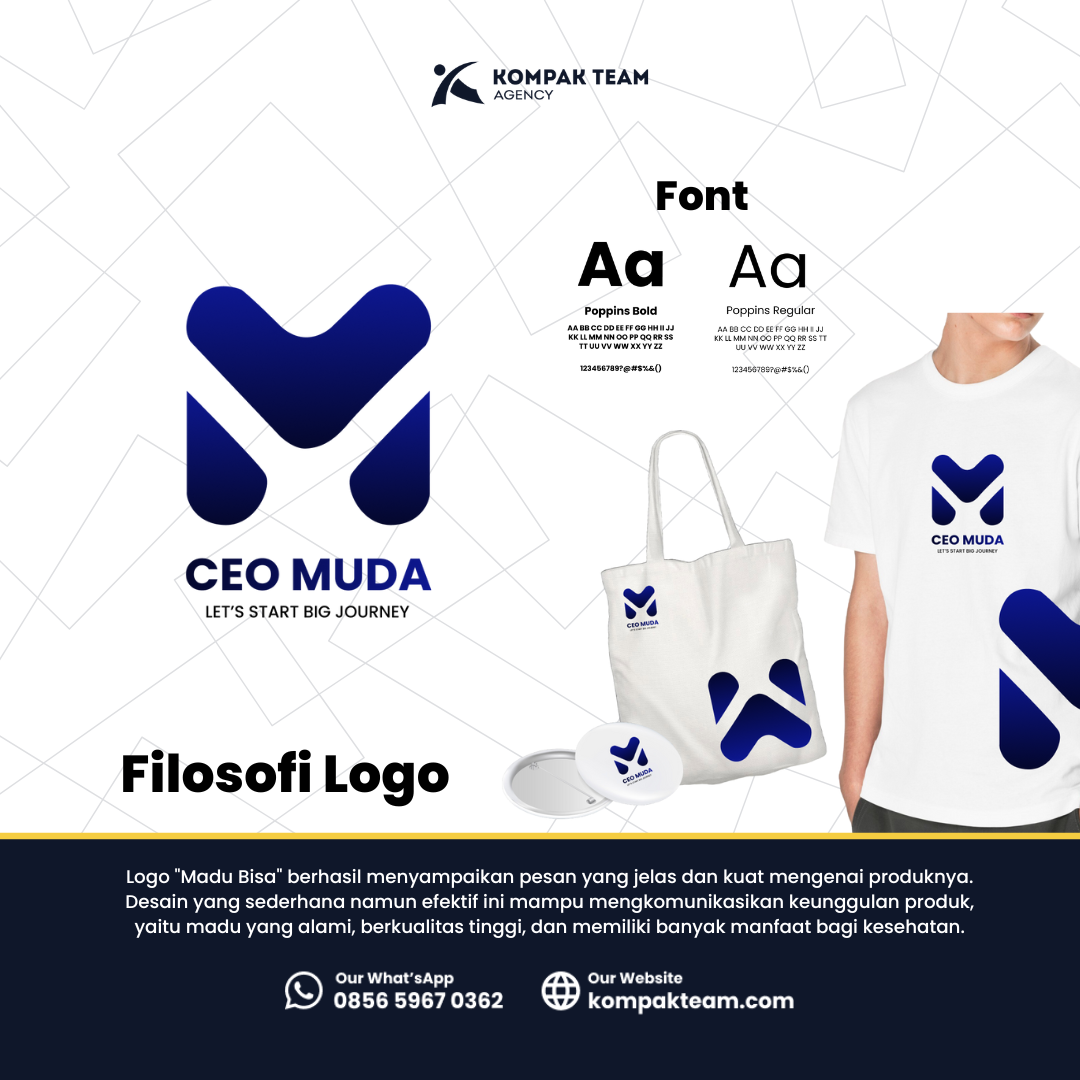 KOMPAK TEAM
AGENCY
Font
Aa
Aa
Poppins Bold
Poppins Regular
AA BB CC DD EE FF GG HH II JJ
KK LL MM NN OO PP QQ RR SS
TT UU VV WW XX YY ZZ
123456789?@#$%&()
AA BB CC DD EE FF GG HH II JJ
KK LL MM NN OO PP QQ RR SS TT
UU VV WW XX YY ZZ
123456789?@#$%&()
CEO MUDA
LET'S START BIG JOURNEY
CEO MUDA
LET'S START BIG JOURNEY
CEO MUDA
CEO MUDA
Filosofi Logo
Logo "Madu Bisa" berhasil menyampaikan pesan yang jelas dan kuat mengenai produknya.
Desain yang sederhana namun efektif ini mampu mengkomunikasikan keunggulan produk,
yaitu madu yang alami, berkualitas tinggi, dan memiliki banyak manfaat bagi kesehatan.
Our What'sApp
0856 5967 0362
Our Website
kompakteam.com